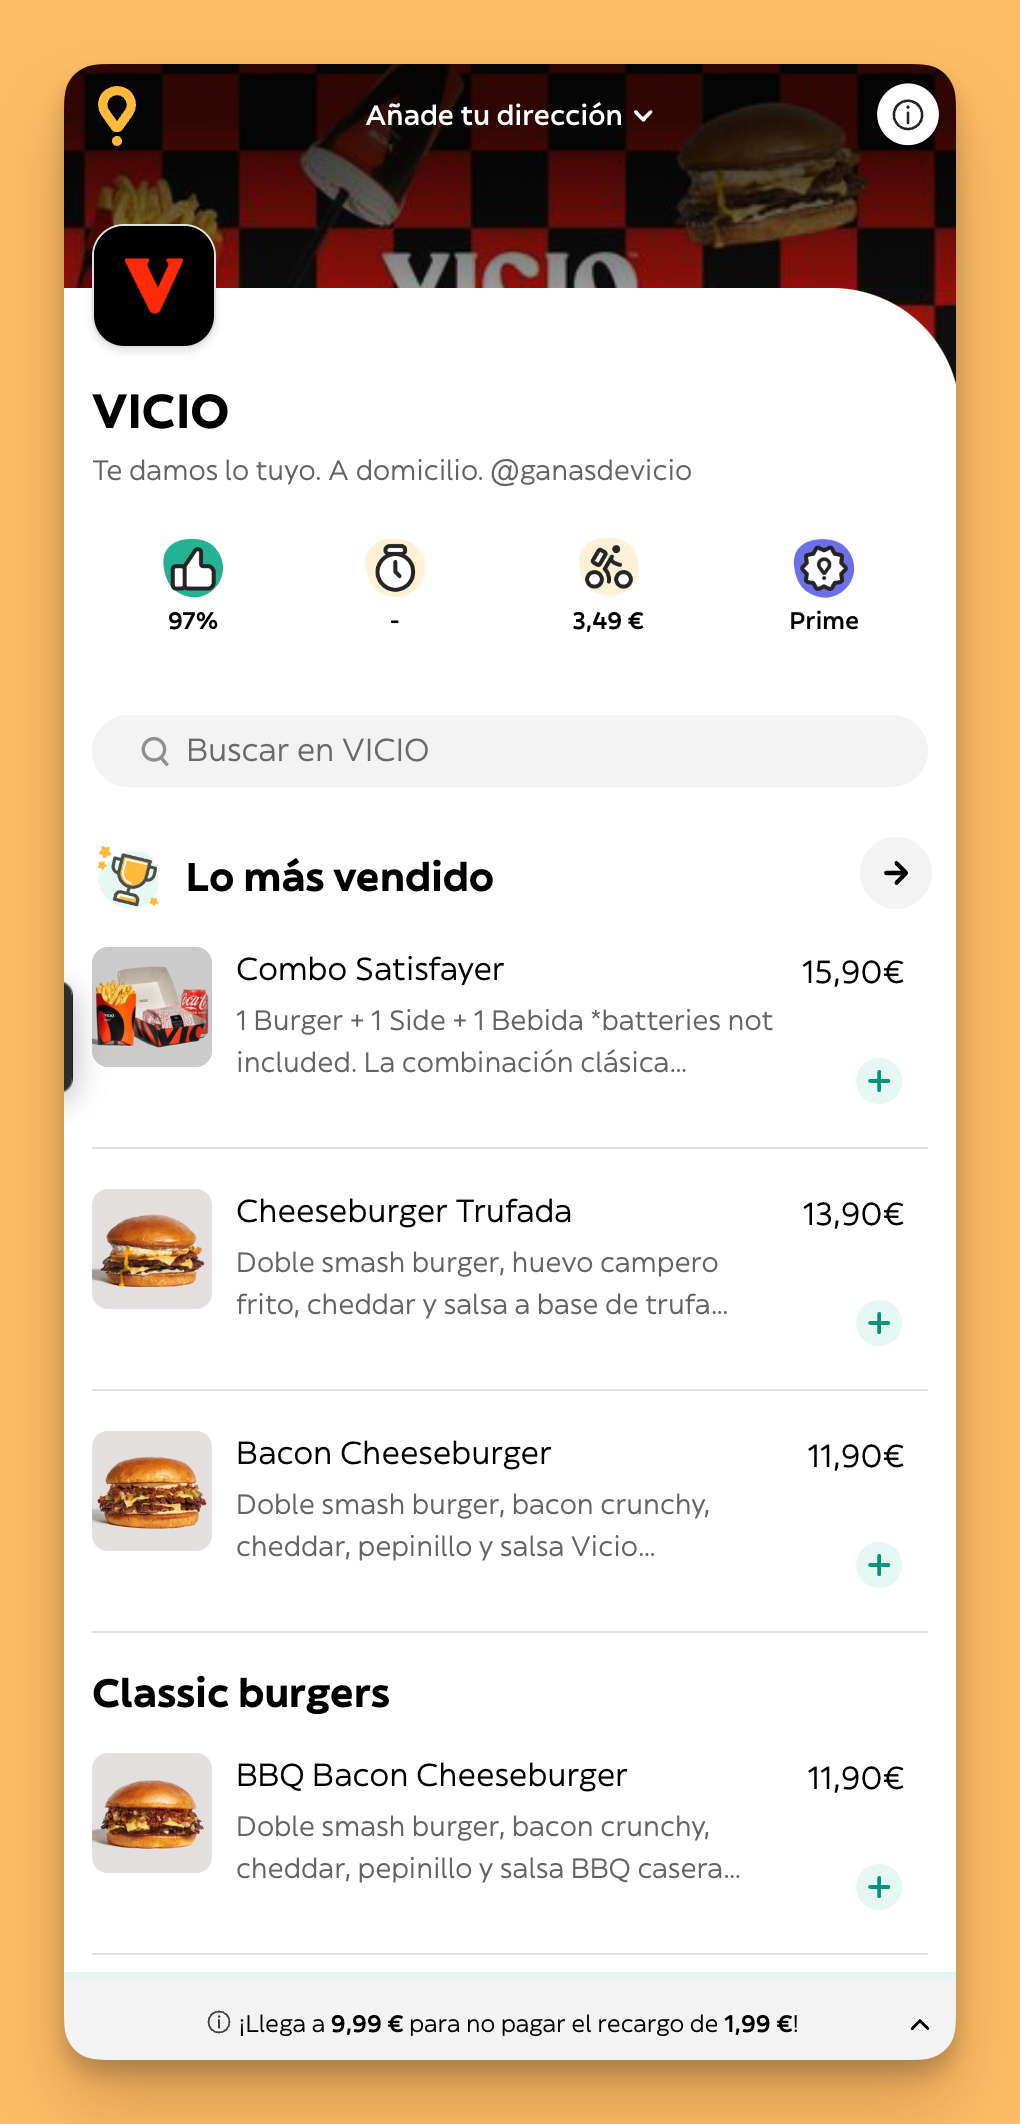 Añade tu dirección
VICIO
V
VICIO
Te damos lo tuyo. A domicilio. @ganasdevicio
97%
-
3,49 €
Prime
Buscar en VICIO
Lo más vendido
Combo Satisfayer
15,90€
1 Burger + 1 Side + 1 Bebida *batteries not
included. La combinación clásica...
Cheeseburger Trufada
13,90€
Doble smash burger, huevo campero
frito, cheddar y salsa a base de trufa...
Bacon Cheeseburger
11,90€
Doble smash burger, bacon crunchy,
cheddar, pepinillo y salsa Vicio...
Classic burgers
BBQ Bacon Cheeseburger
11,90€
Doble smash burger, bacon crunchy,
cheddar, pepinillo y salsa BBQ casera...
¡Llega a 9,99 € para no pagar el recargo de 1,99 €!